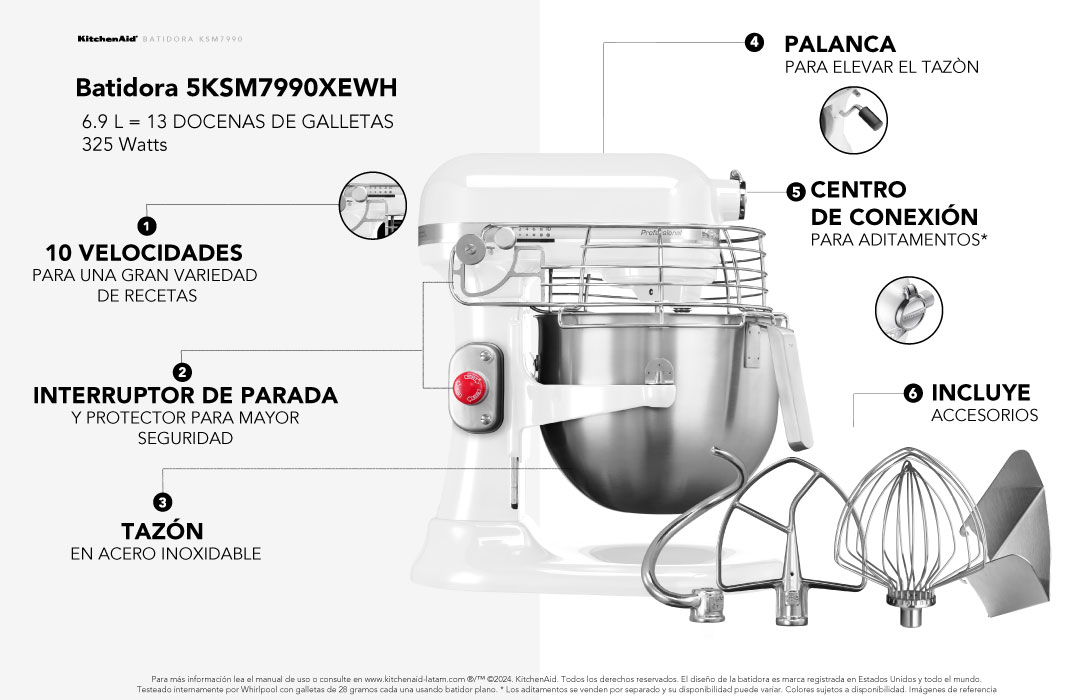 KitchenAid® BATIDORA KSM7990
Batidora 5KSM7990XEWH
6.9 L = 13 DOCENAS DE GALLETAS
325 Watts
1
10 VELOCIDADES
PARA UNA GRAN VARIEDAD
DE RECETAS
2
INTERRUPTOR DE PARADA
Y PROTECTOR PARA MAYOR
SEGURIDAD
3
TAZÓN
EN ACERO INOXIDABLE
4 PALANCA
PARA ELEVAR EL TAZÒN
5 CENTRO
DE CONEXIÓN
PARA ADITAMENTOS*
6 INCLUYE
ACCESORIOS
2 4 6 8 10
Professional
Para más información lea el manual de uso o consulte en www.kitchenaid-latam.com ®/™ ©2024. KitchenAid. Todos los derechos reservados. El diseño de la batidora es marca registrada en Estados Unidos y todo el mundo.
Testeado internamente por Whirlpool con galletas de 28 gramos cada una usando batidor plano. * Los aditamentos se venden por separado y su disponibilidad puede variar. Colores sujetos a disponibilidad. Imágenes de referencia